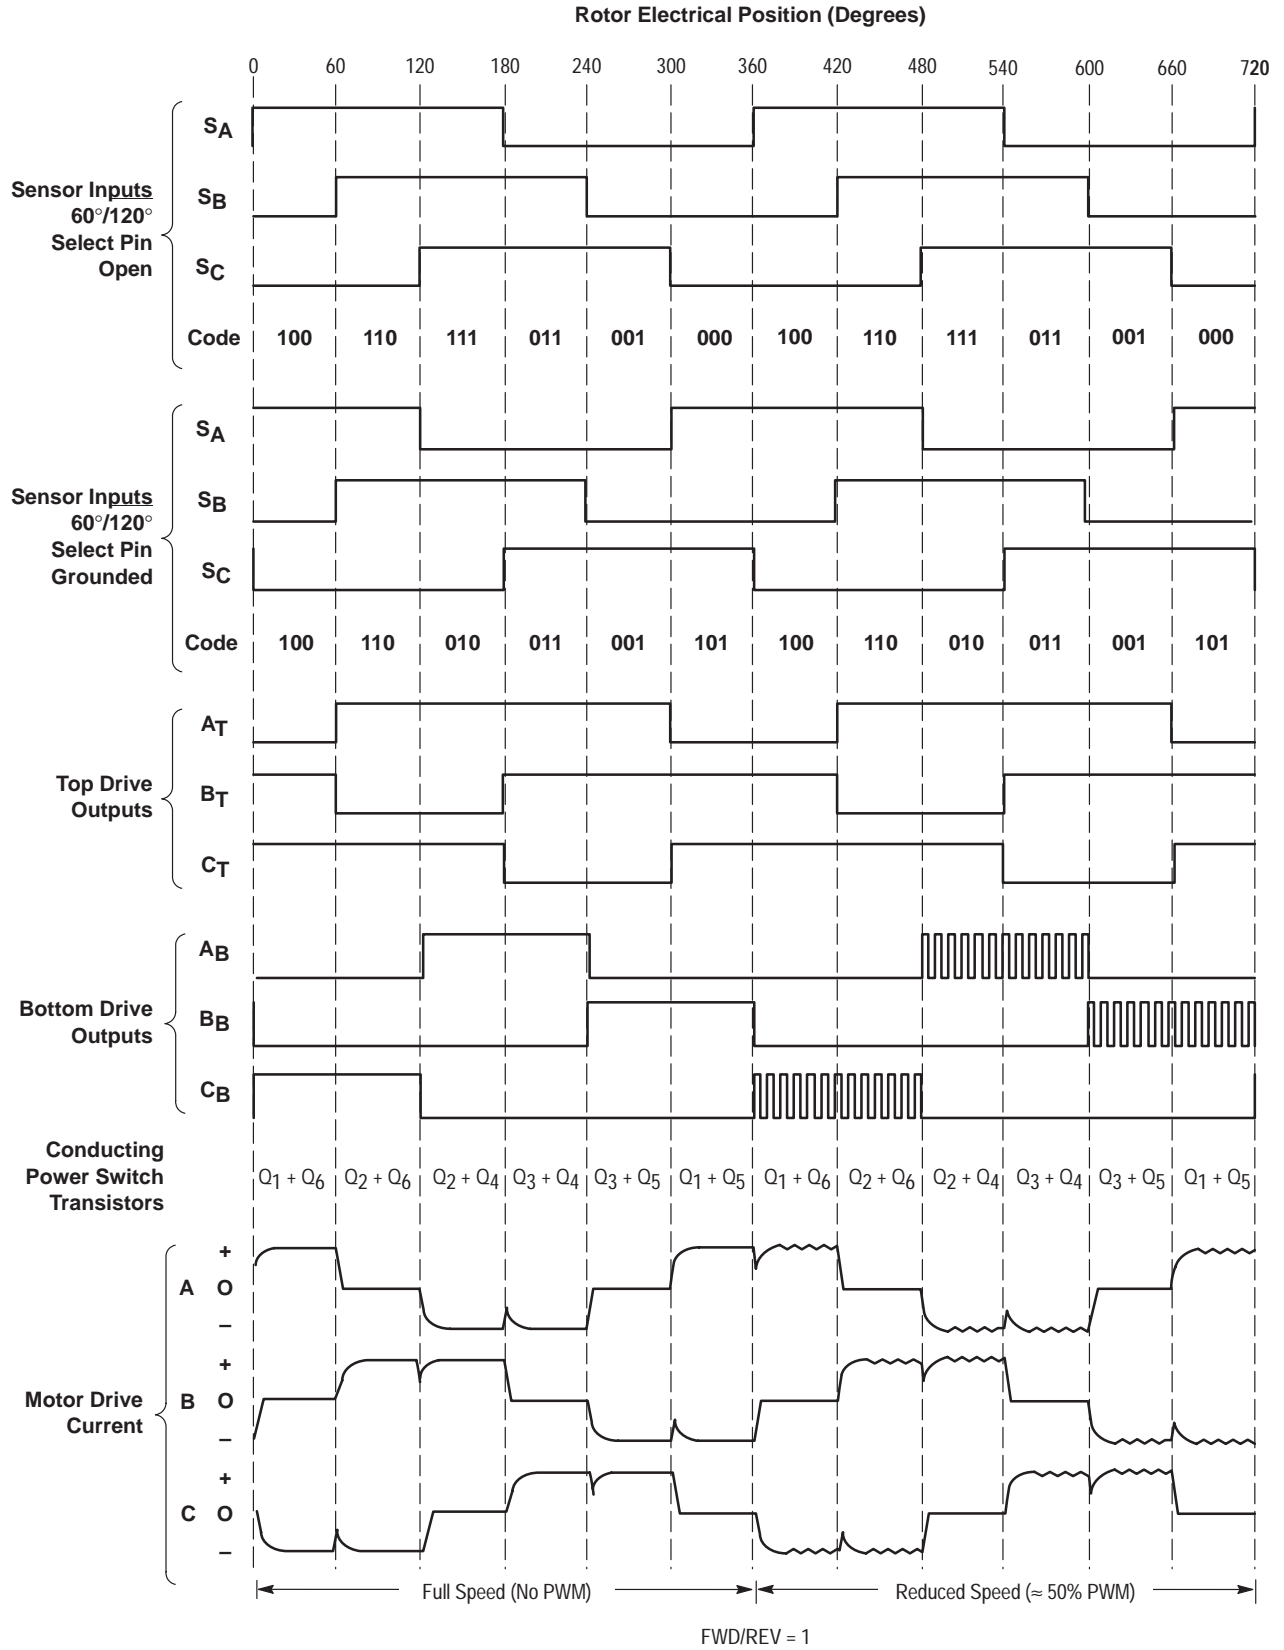 Rotor Electrical Position (Degrees)
0 60 120 180 240 300 360 420 480 540 600 660 720
Sensor Inputs
60°/120°
Select Pin
Open
SA
SB
SC
Code 100 110 111 011 001 000 100 110 111 011 001 000
Sensor Inputs
60°/120°
Select Pin
Grounded
SA
SB
SC
Code 100 110 010 011 001 101 100 110 010 011 001 101
Top Drive
Outputs
AT
BT
CT
Bottom Drive
Outputs
AB
BB
CB
Conducting
Power Switch
Transistors
Q1 + Q6 Q2 + Q6 Q2 + Q4 Q3 + Q4 Q3 + Q5 Q1 + Q5 Q1 + Q6 Q2 + Q6 Q2 + Q4 Q3 + Q4 Q3 + Q5 Q1 + Q5
Motor Drive
Current
+
A O
–
+
B O
–
+
C O
–
Full Speed (No PWM) Reduced Speed (≈ 50% PWM)
FWD/REV = 1